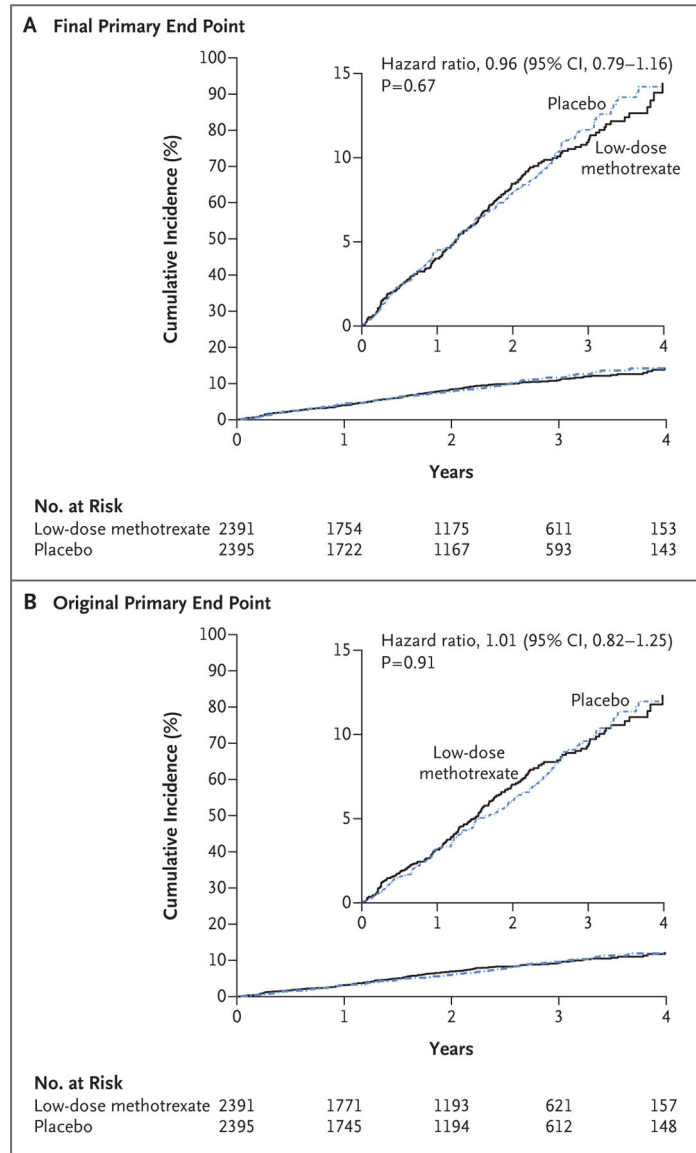 A Final Primary End Point
Cumulative Incidence (%)
100
90
80
70
60
50
40
30
20
10
0
0 1 2 3 4
Years
Hazard ratio, 0.96 (95% CI, 0.79–1.16)
P=0.67
15
10
5
0
0 1 2 3 4
Placebo
Low-dose
methotrexate
No. at Risk
Low-dose methotrexate 2391 1754 1175 611 153
Placebo 2395 1722 1167 593 143
B Original Primary End Point
Cumulative Incidence (%)
100
90
80
70
60
50
40
30
20
10
0
0 1 2 3 4
Years
Hazard ratio, 1.01 (95% CI, 0.82–1.25)
P=0.91
15
10
5
0
0 1 2 3 4
Placebo
Low-dose
methotrexate
No. at Risk
Low-dose methotrexate 2391 1771 1193 621 157
Placebo 2395 1745 1194 612 148